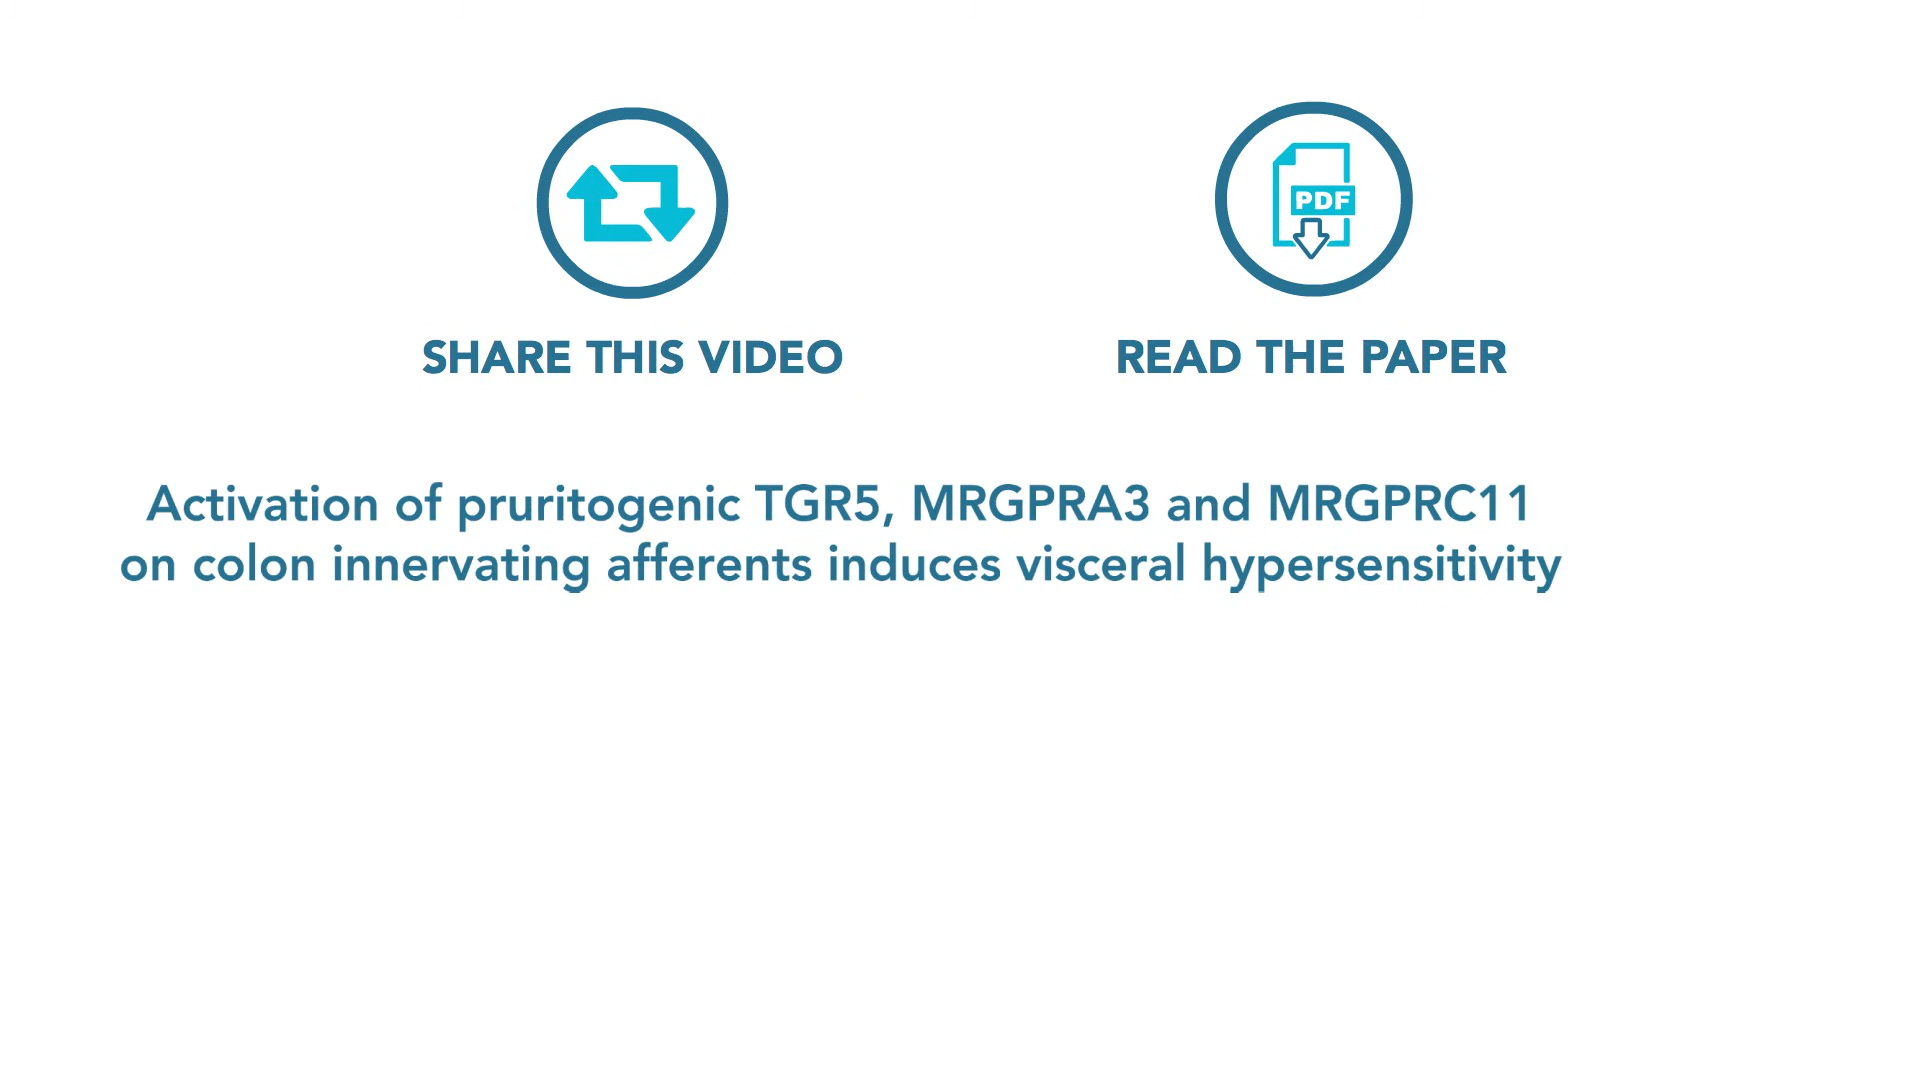 PDF
SHARE THIS VIDEO
READ THE PAPER
Activation of pruritogenic TGR5, MRGPRA3 and MRGPRC11
on colon innervating afferents induces visceral hypersensitivity